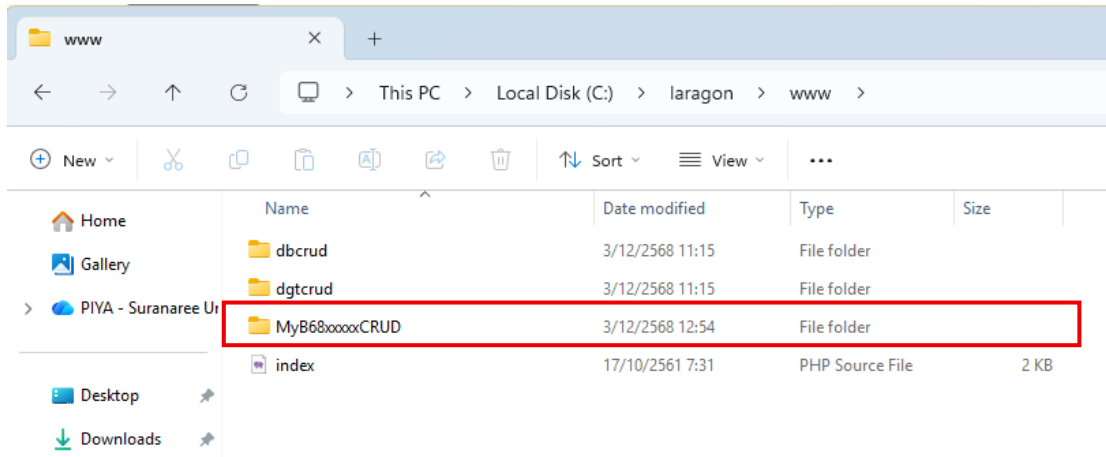 www
This PC > Local Disk (C:) > laragon > www >
New Sort View ...
Name Date modified Type Size
Home
Gallery
PIYA - Suranaree Ur
Desktop
Downloads
dbcrud 3/12/2568 11:15 File folder
dgtcrud 3/12/2568 11:15 File folder
MyB68xxxxxCRUD 3/12/2568 12:54 File folder
index 17/10/2561 7:31 PHP Source File 2 KB